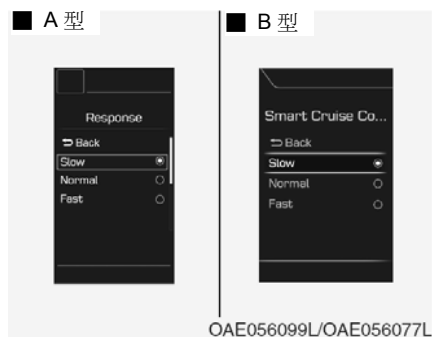 ■ A 型
Response
⮌ Back
Slow
Normal
Fast
■ B 型
Smart Cruise Co...
⮌ Back
Slow
Normal
Fast
OAE056099L/OAE056077L